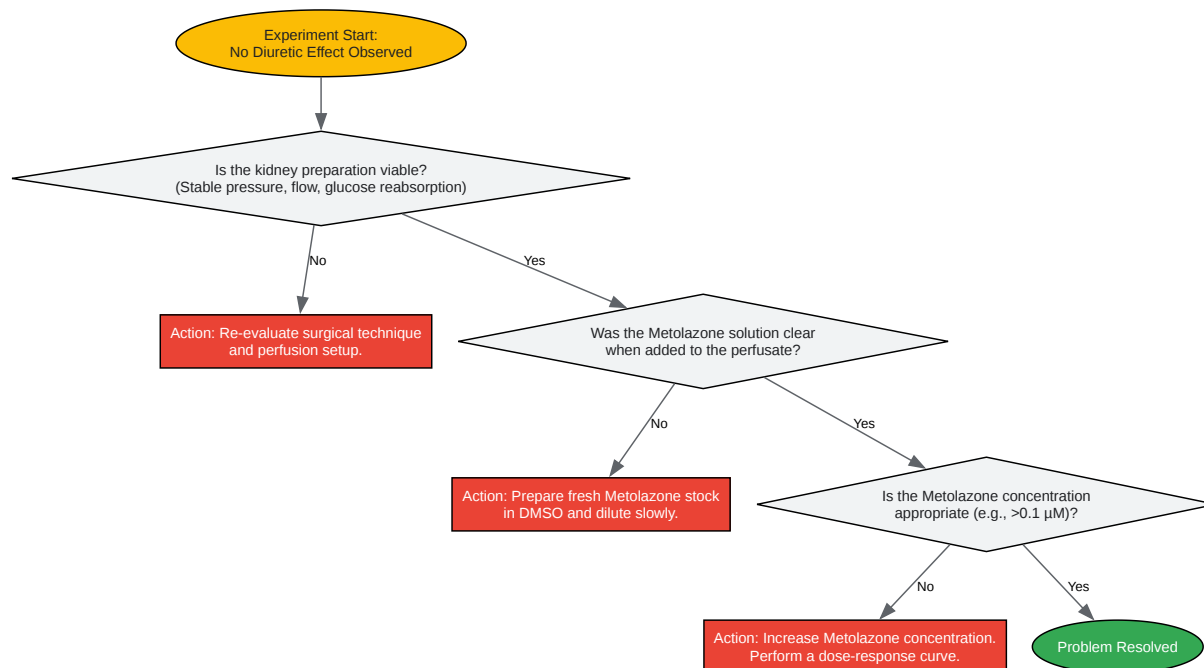 Experiment Start:
No Diuretic Effect Observed
Is the kidney preparation viable?
(Stable pressure, flow, glucose reabsorption)
No
Yes
Action: Re-evaluate surgical technique
and perfusion setup.
Was the Metolazone solution clear
when added to the perfusate?
No
Yes
Action: Prepare fresh Metolazone stock
in DMSO and dilute slowly.
Is the Metolazone concentration
appropriate (e.g., >0.1 µM)?
No
Yes
Action: Increase Metolazone concentration.
Perform a dose-response curve.
Problem Resolved